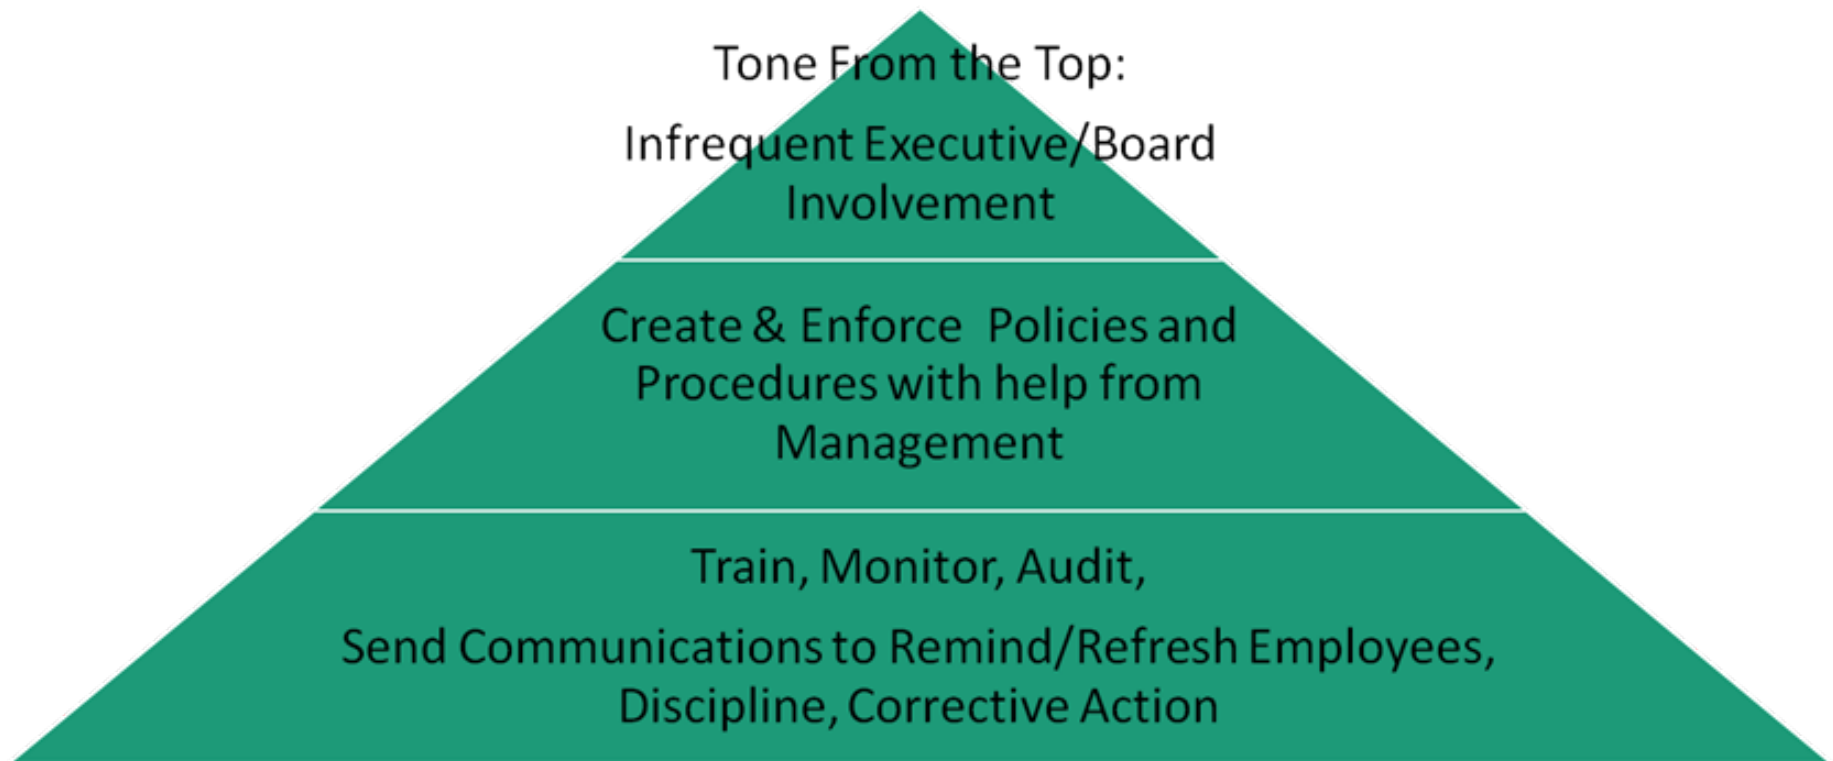 Tone From the Top:
Infrequent Executive/Board
Involvement
Create & Enforce  Policies and
Procedures with help from
Management
Train, Monitor, Audit,
Send Communications to Remind/Refresh Employees,
Discipline, Corrective Action